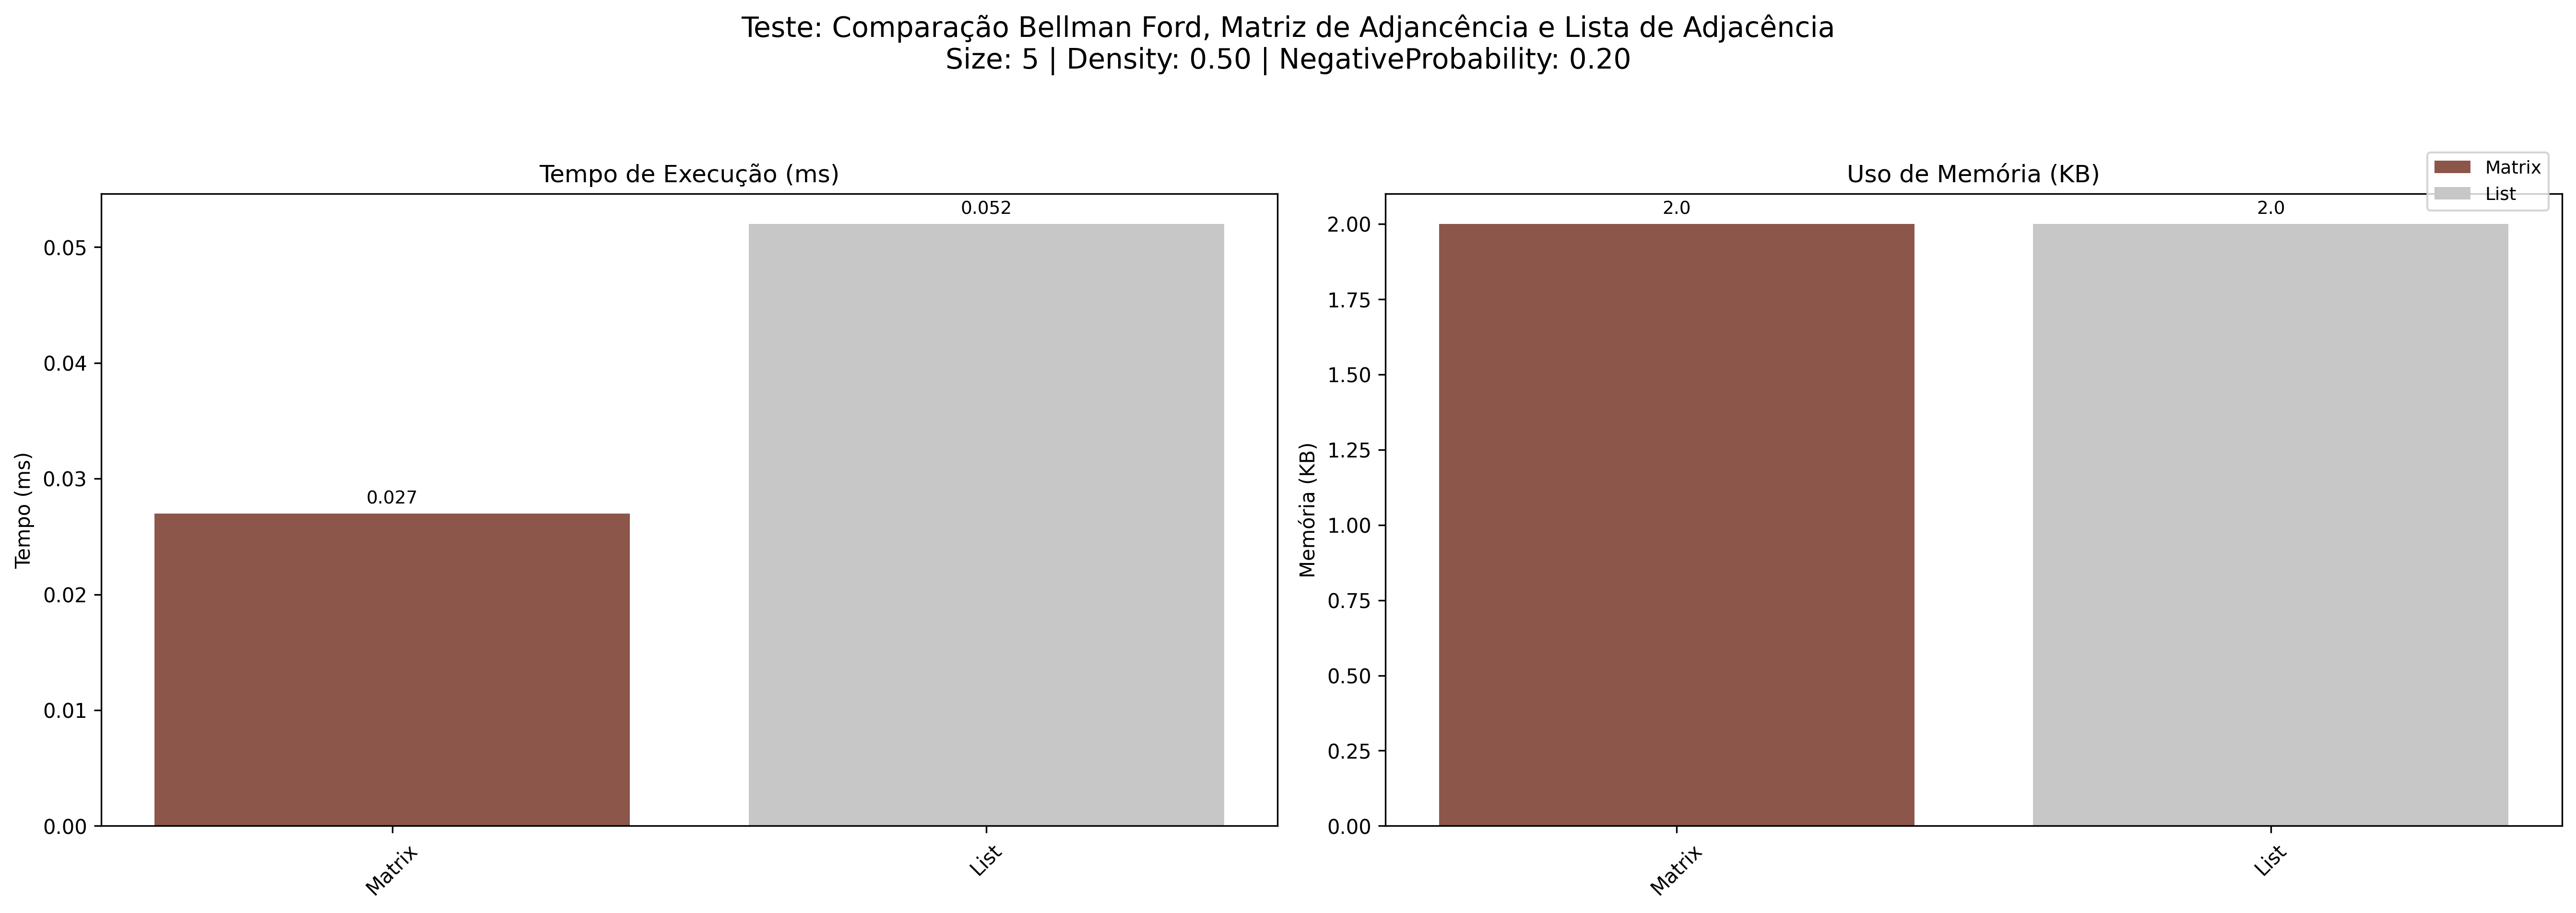 Teste: Comparação Bellman Ford, Matriz de Adjancência e Lista de Adjacência
Size: 5 | Density: 0.50 | NegativeProbability: 0.20
Tempo de Execução (ms)
Tempo (ms)
0.05
0.04
0.03
0.02
0.01
0.00
0.027
0.052
Matrix
List
Uso de Memória (KB)
Matrix
List
Memória (KB)
2.00
1.75
1.50
1.25
1.00
0.75
0.50
0.25
0.00
2.0
2.0
Matrix
List